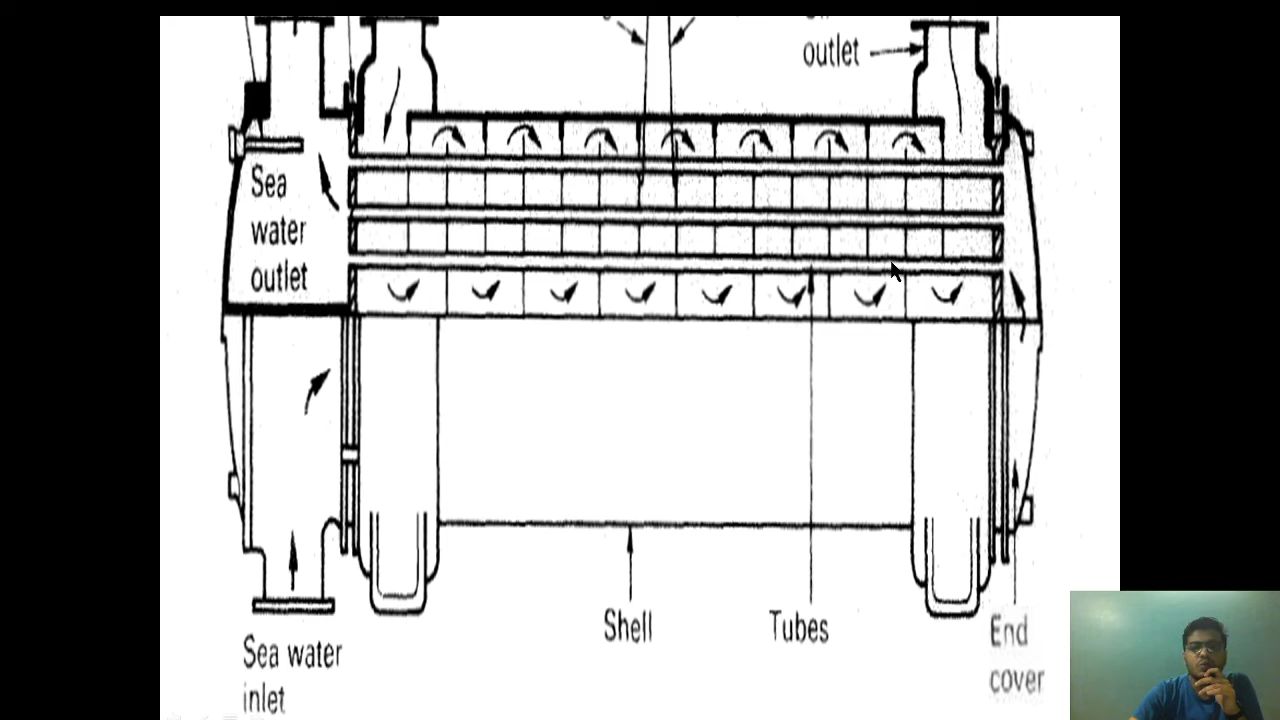 outlet
Sea
water
outlet
Shell
Tubes
End
cover
Sea water
inlet